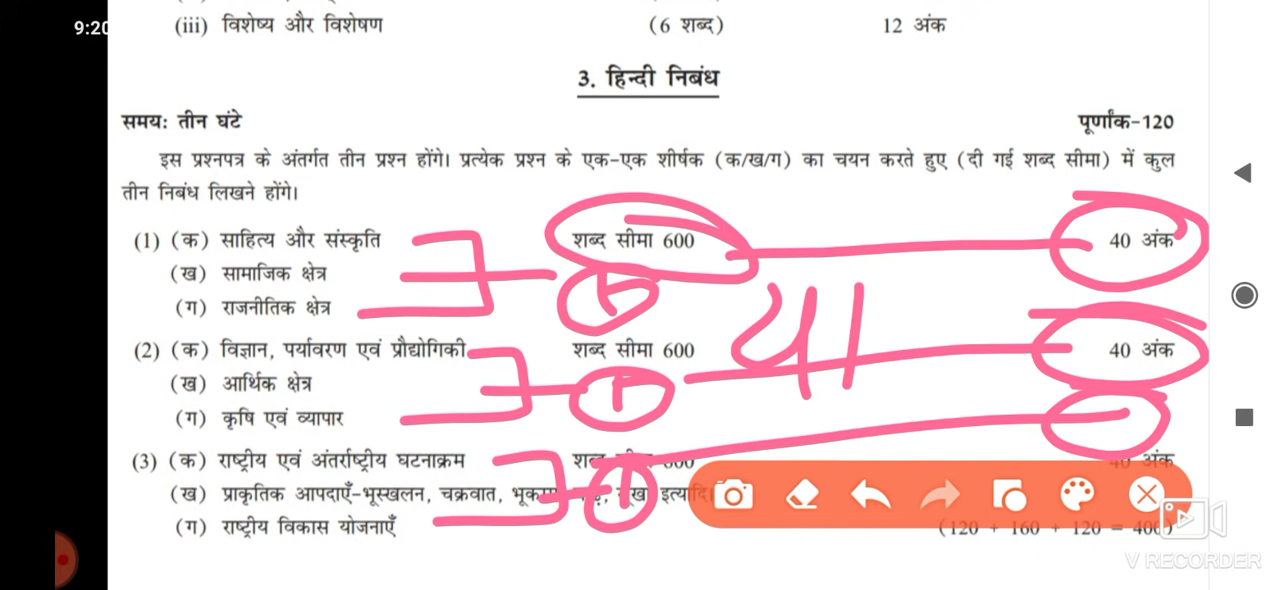 9:20
(iii) विशेष्य और विशेषण (6 शब्द) 12 अंक
3. हिन्दी निबंध
समय: तीन घंटे पूर्णांक-120
इस प्रश्नपत्र के अंतर्गत तीन प्रश्न होंगे। प्रत्येक प्रश्न के एक-एक शीर्षक (क/ख/ग) का चयन करते हुए (दी गई शब्द सीमा) में कुल
तीन निबंध लिखने होंगे।
(1) (क) साहित्य और संस्कृति शब्द सीमा 600 40 अंक
(ख) सामाजिक क्षेत्र
(ग) राजनीतिक क्षेत्र
या
(2) (क) विज्ञान, पर्यावरण एवं प्रौद्योगिकी शब्द सीमा 600 40 अंक
(ख) आर्थिक क्षेत्र
(ग) कृषि एवं व्यापार
(3) (क) राष्ट्रीय एवं अंतर्राष्ट्रीय घटनाक्रम 600 40 अंक
(ख) प्राकृतिक आपदाएँ-भूस्खलन, चक्रवात, इत्यादि।
(ग) राष्ट्रीय विकास योजनाएँ (120 + 160 + 120 = 400)
V RECORDER